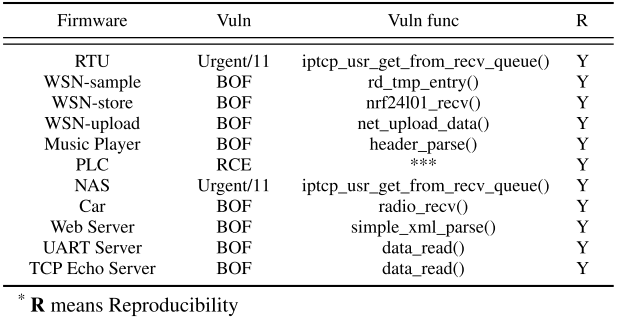 Firmware Vuln Vuln func R
RTU Urgent/11 iptcp_usr_get_from_recv_queue() Y
WSN-sample BOF rd_tmp_entry() Y
WSN-store BOF nrf24l01_recv() Y
WSN-upload BOF net_upload_data() Y
Music Player BOF header_parse() Y
PLC RCE *** Y
NAS Urgent/11 iptcp_usr_get_from_recv_queue() Y
Car BOF radio_recv() Y
Web Server BOF simple_xml_parse() Y
UART Server BOF data_read() Y
TCP Echo Server BOF data_read() Y
* R means Reproducibility